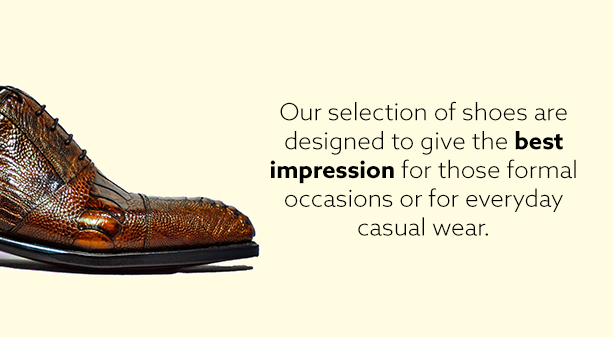 Our selection of shoes are
designed to give the best
impression for those formal
occasions or for everyday
casual wear.